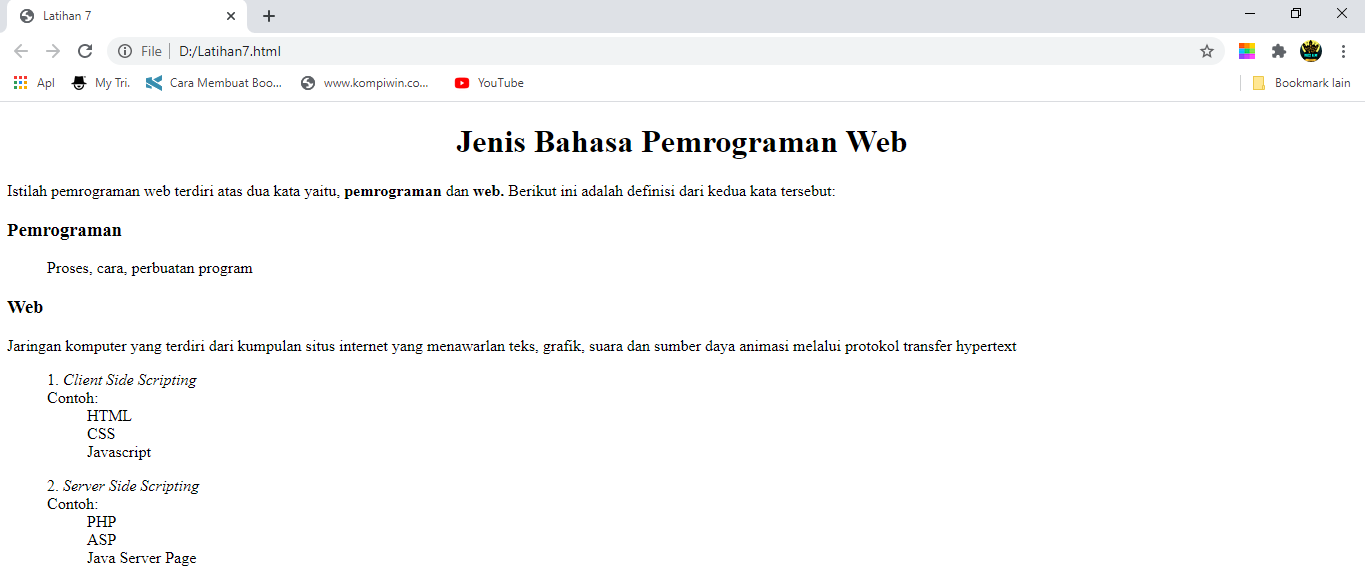 Latihan 7
File | D:/Latihan7.html
Apl My Tri. Cara Membuat Boo... www.kompiwin.co... YouTube Bookmark lain
Jenis Bahasa Pemrograman Web
Istilah pemrograman web terdiri atas dua kata yaitu, pemrograman dan web. Berikut ini adalah definisi dari kedua kata tersebut:
Pemrograman
Proses, cara, perbuatan program
Web
Jaringan komputer yang terdiri dari kumpulan situs internet yang menawarlan teks, grafik, suara dan sumber daya animasi melalui protokol transfer hypertext
1. Client Side Scripting
Contoh:
HTML
CSS
Javascript
2. Server Side Scripting
Contoh:
PHP
ASP
Java Server Page